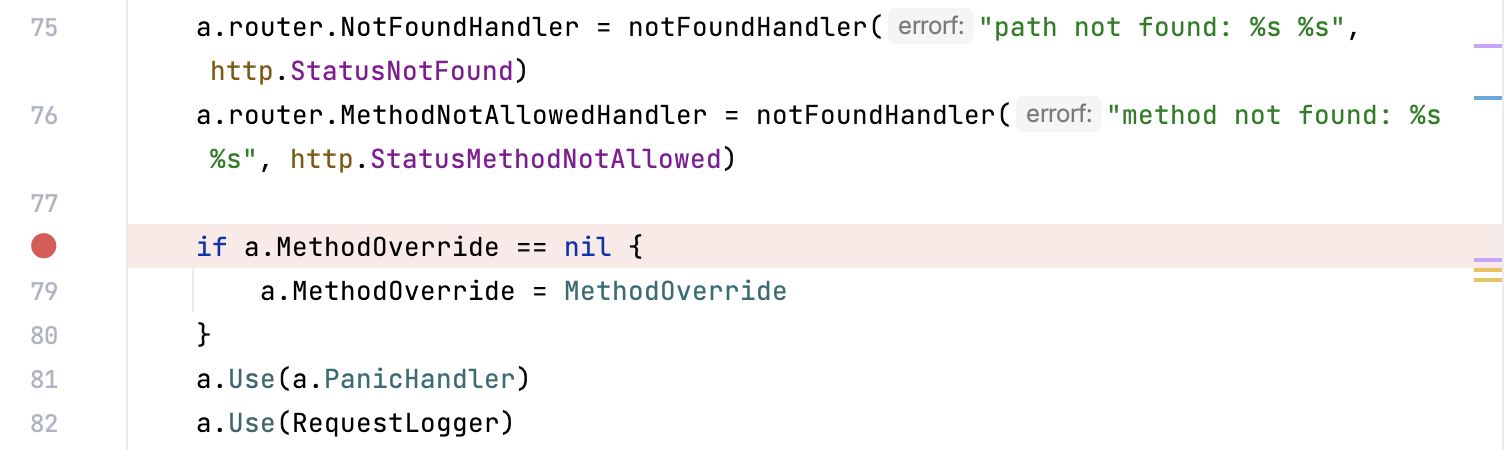 75 a.router.NotFoundHandler = notFoundHandler( errorf: "path not found: %s %s",
http.StatusNotFound)
76 a.router.MethodNotAllowedHandler = notFoundHandler( errorf: "method not found: %s
%s", http.StatusMethodNotAllowed)
77
if a.MethodOverride == nil {
79 a.MethodOverride = MethodOverride
80 }
81 a.Use(a.PanicHandler)
82 a.Use(RequestLogger)